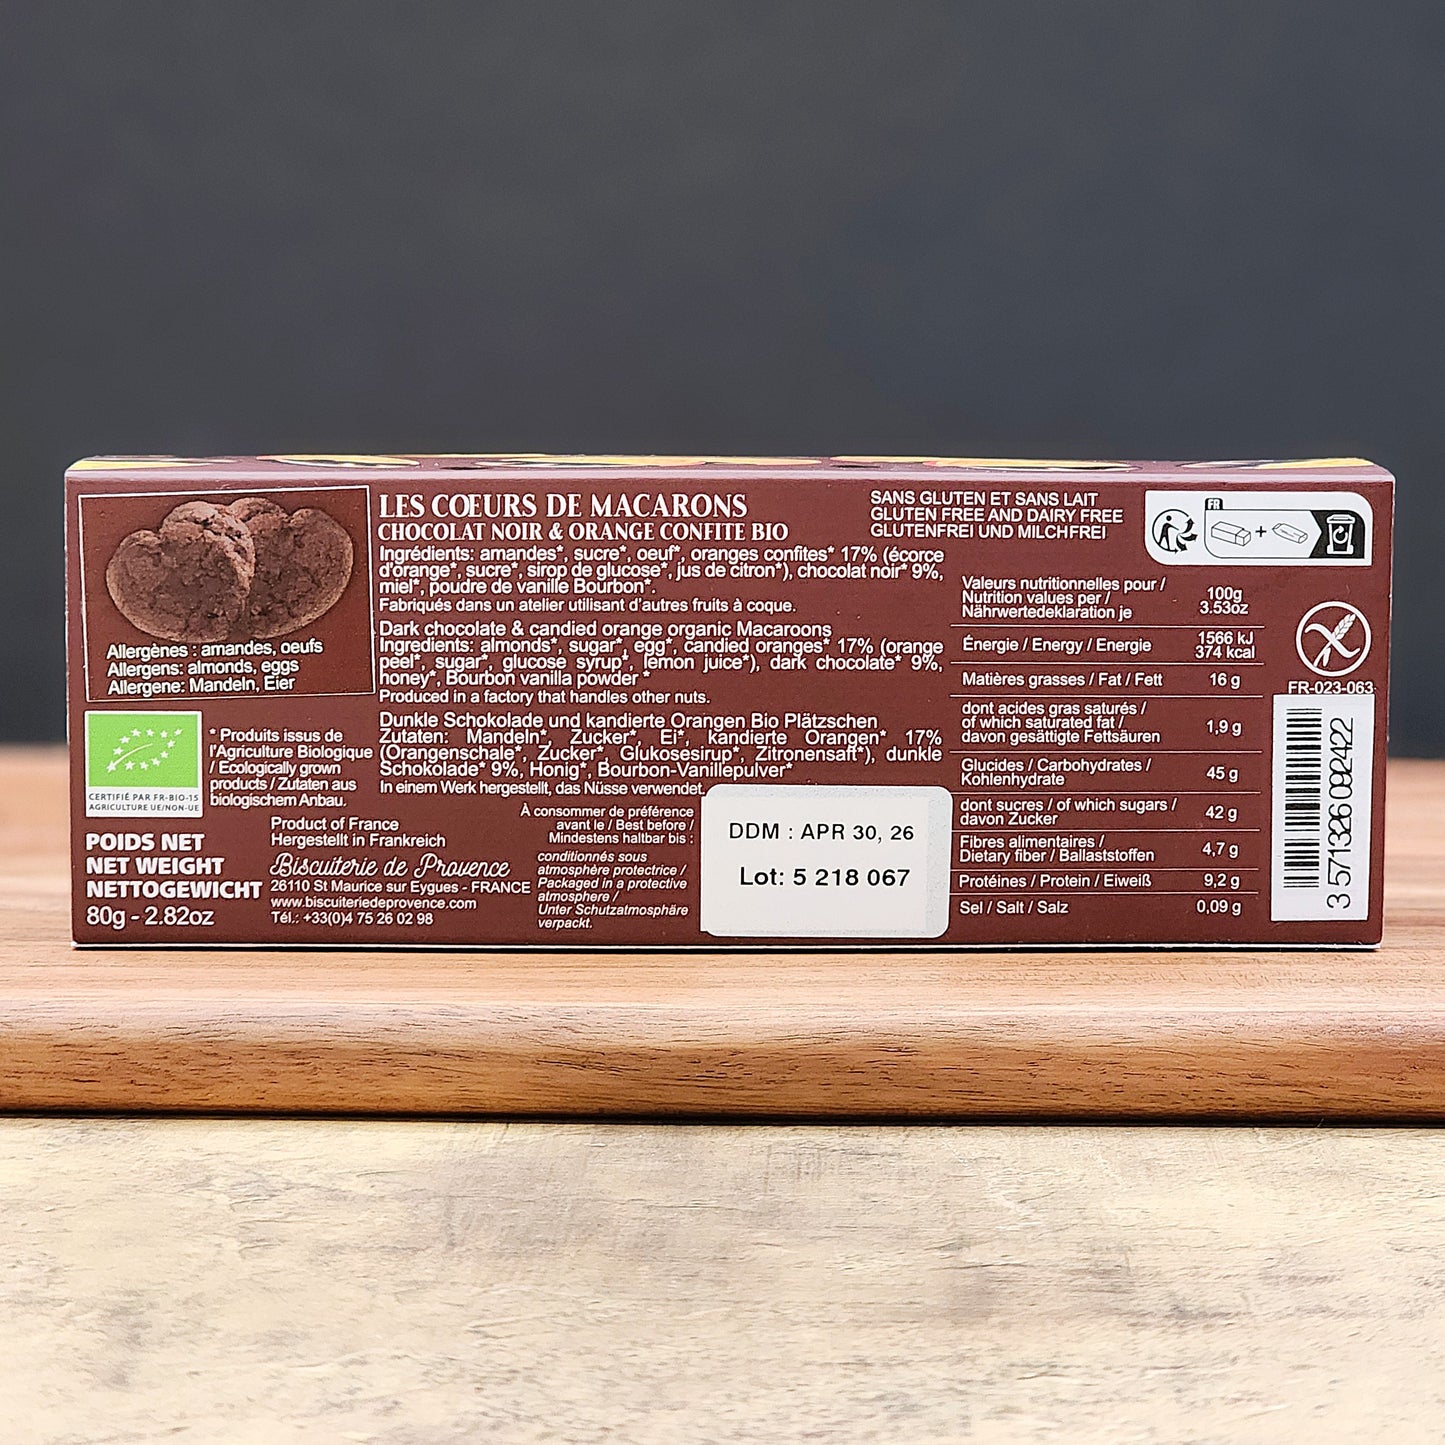 LES CŒURS DE MACARONS
CHOCOLAT NOIR & ORANGE CONFITE BIO
Ingrédients: amandes*, sucre*, oeuf*, oranges confites* 17% (écorce
d'orange*, sucre*, sirop de glucose*, jus de citron*), chocolat noir* 9%,
miel*, poudre de vanille Bourbon*.
Fabriqués dans un atelier utilisant d'autres fruits à coque.
Dark chocolate & candied orange organic Macaroons
Ingredients: almonds*, sugar*, egg*, candied oranges* 17% (orange
peel*, sugar*, glucose syrup*, lemon juice*), dark chocolate* 9%,
honey*, Bourbon vanilla powder *
Produced in a factory that handles other nuts.
Dunkle Schokolade und kandierte Orangen Bio Plätzschen
Zutaten: Mandeln*, Zucker*, Ei*, kandierte Orangen* 17%
(Orangenschale*, Zucker*, Glukosesirup*, Zitronensaft*), dunkle
Schokolade* 9%, Honig*, Bourbon-Vanillepulver*
In einem Werk hergestellt, das Nüsse verwendet.
Allergènes : amandes, oeufs
Allergens: almonds, eggs
Allergene: Mandeln, Eier
CERTIFIÉ PAR FR-BIO-15
AGRICULTURE UE/NON-UE
* Produits issus de
l'Agriculture Biologique
/ Ecologically grown
products / Zutaten aus
biologischem Anbau.
POIDS NET
NET WEIGHT
NETTOGEWICHT
80g - 2.82oz
Product of France
Hergestellt in Frankreich
Biscuiterie de Provence
26110 St Maurice sur Eygues - FRANCE
www.biscuiteriedeprovence.com
Tél.: +33(0)4 75 26 02 98
À consommer de préférence
avant le / Best before /
Mindestens haltbar bis :
conditionnés sous
atmosphère protectrice /
Packaged in a protective
atmosphere /
Unter Schutzatmosphäre
verpackt.
DDM : APR 30, 26
Lot: 5 218 067
SANS GLUTEN ET SANS LAIT
GLUTEN FREE AND DAIRY FREE
GLUTENFREI UND MILCHFREI
FR
+
Valeurs nutritionnelles pour /
Nutrition values per /
Nährwertedeklaration je
100g
3.53oz
Énergie / Energy / Energie
1566 kJ
374 kcal
Matières grasses / Fat / Fett 16 g
dont acides gras saturés /
of which saturated fat /
davon gesättigte Fettsäuren
1,9 g
Glucides / Carbohydrates /
Kohlenhydrate
45 g
dont sucres / of which sugars /
davon Zucker
42 g
Fibres alimentaires /
Dietary fiber / Ballaststoffen
4,7 g
Protéines / Protein / Eiweiß 9,2 g
Sel / Salt / Salz 0,09 g
FR-023-063
3 571326 092422